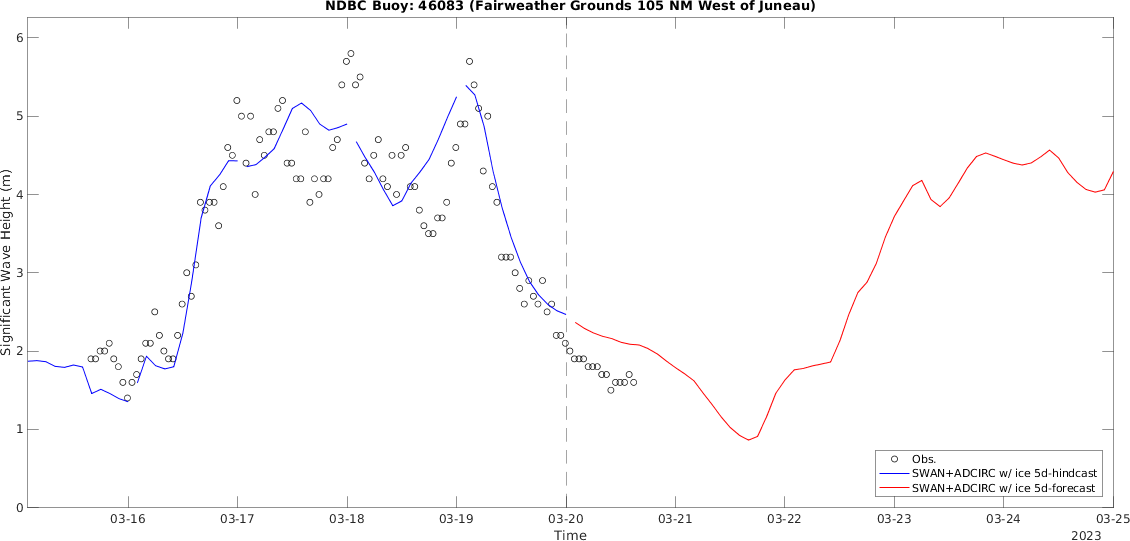 NDBC Buoy: 46083 (Fairweather Grounds 105 NM West of Juneau)
Significant Wave Height (m)
6
5
4
3
2
1
0
Obs.
SWAN+ADCIRC w/ ice 5d-hindcast
SWAN+ADCIRC w/ ice 5d-forecast
03-16 03-17 03-18 03-19 03-20 03-21 03-22 03-23 03-24 03-25
Time
2023